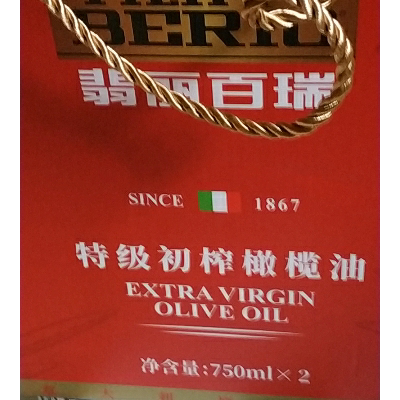 BERIO
翡丽百瑞
SINCE 1867
特级初榨橄榄油
EXTRA VIRGIN
OLIVE OIL
净含量:750ml×2